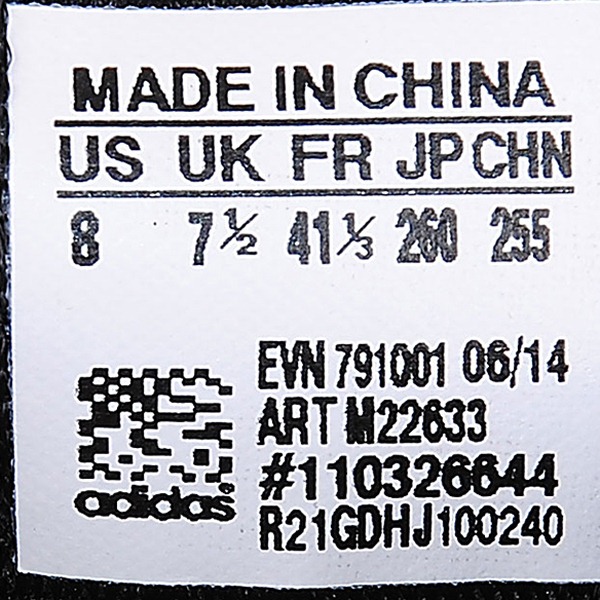 MADE IN CHINA
US UK FR JP CHN
8 7½ 41⅓ 260 255
EVN 791001 06/14
ART M22633
#110326644
R21GDHJ100240
adidas®